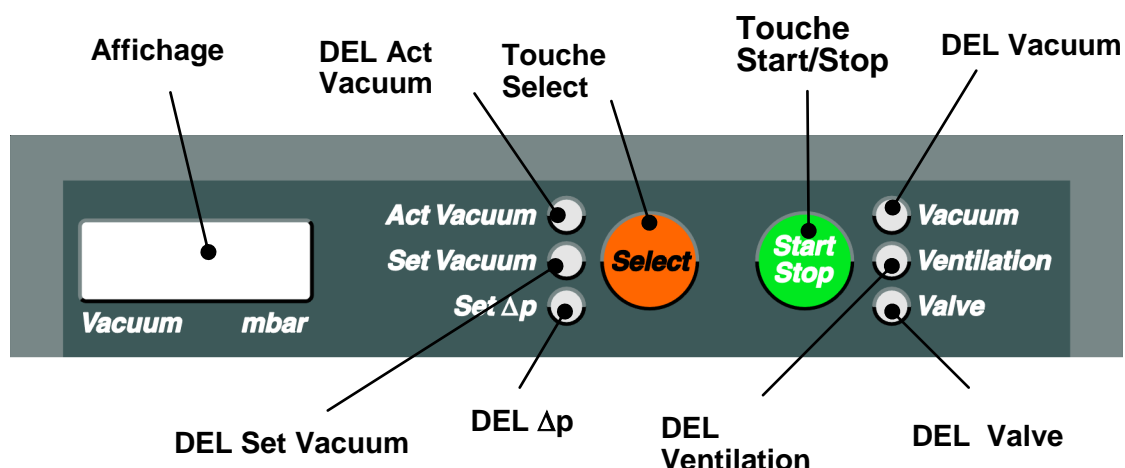 Affichage
DEL Act
Vacuum
Touche
Select
Touche
Start/Stop
DEL Vacuum
Act Vacuum
Set Vacuum
Set Δp
Select
Start
Stop
Vacuum
Ventilation
Valve
Vacuum mbar
DEL Set Vacuum
DEL Δp
DEL
Ventilation
DEL Valve